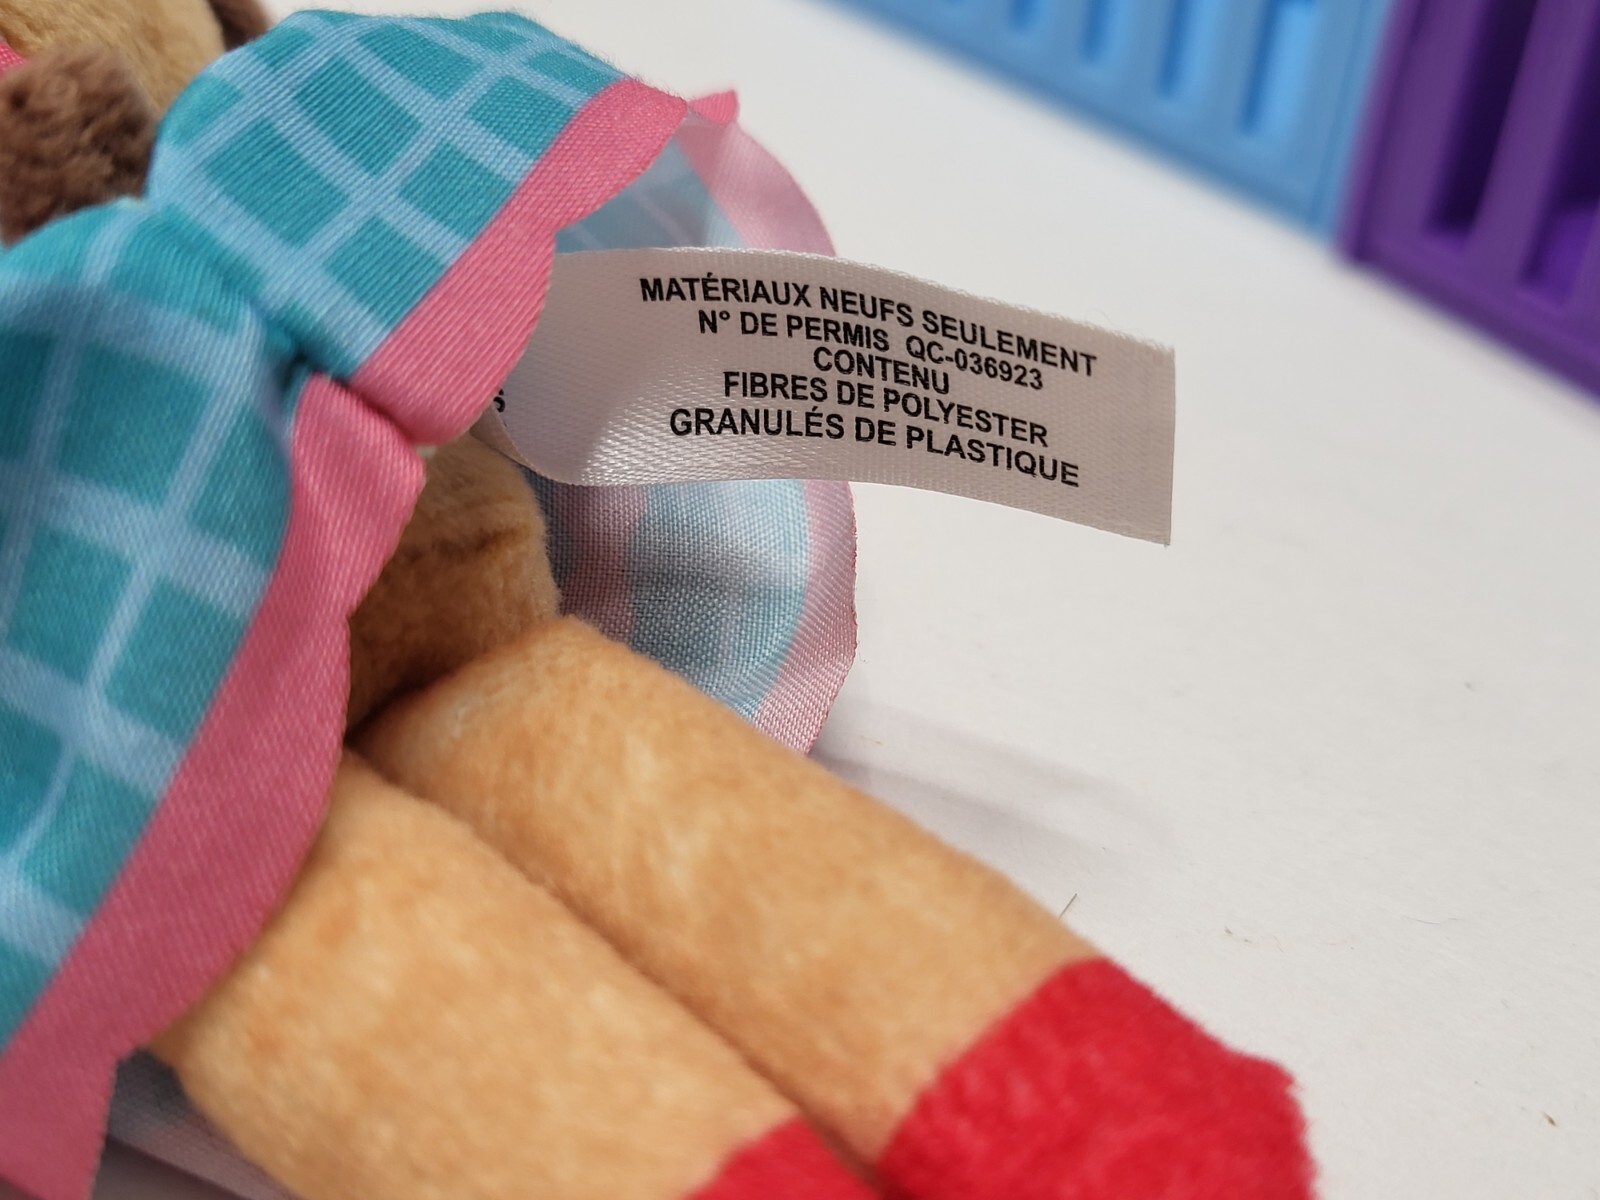 MATÉRIAUX NEUFS SEULEMENT
N° DE PERMIS QC-036923
CONTENU
FIBRES DE POLYESTER
GRANULÉS DE PLASTIQUE